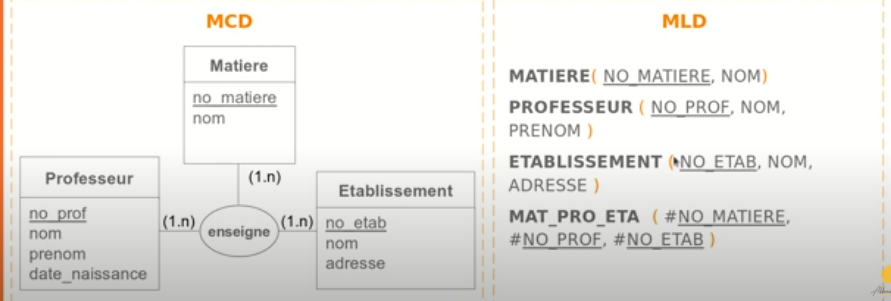 MCD
Matiere
no_matiere
nom
(1.n)
Professeur
no_prof
nom
prenom
date_naissance
(1.n)
enseigne
(1.n)
Etablissement
no_etab
nom
adresse
MLD
MATIERE( NO_MATIERE, NOM)
PROFESSEUR ( NO_PROF, NOM,
PRENOM )
ETABLISSEMENT ( NO_ETAB, NOM,
ADRESSE )
MAT_PRO_ETA ( #NO_MATIERE,
#NO_PROF, #NO_ETAB )